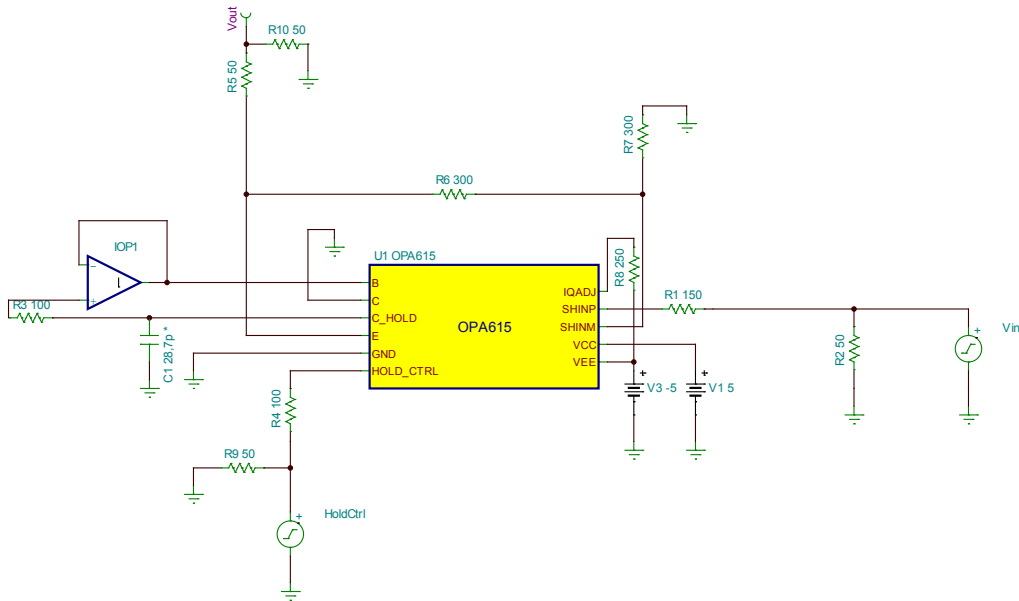 Vout
R10 50
R5 50
R7 300
R6 300
IOP1
U1 OPA615
R8 250
B
C
IQADJ
R3 100
SHINP
R1 150
C_HOLD
OPA615
SHINM
Vin
C1 28,7p *
E
VCC
R2 50
GND
VEE
HOLD_CTRL
V3 -5
V1 5
R4 100
R9 50
HoldCtrl